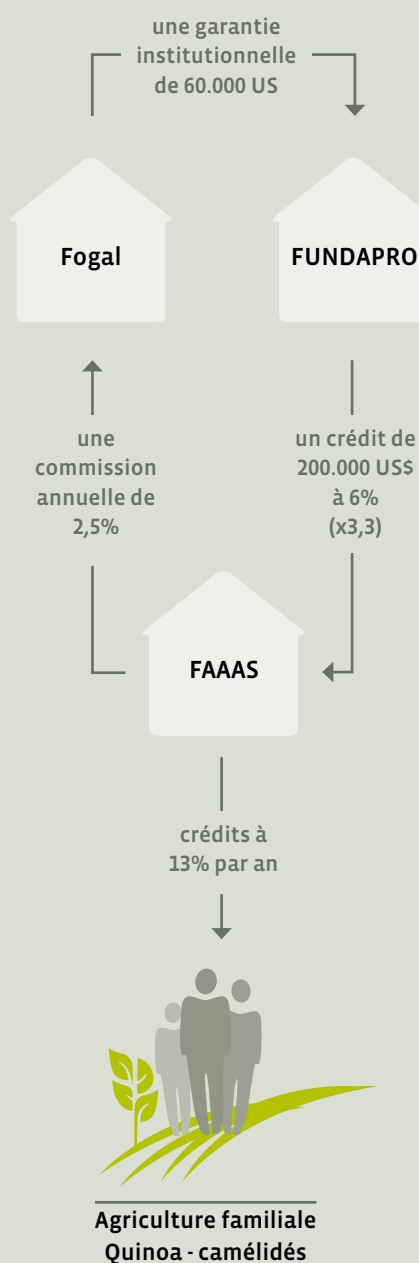 une garantie
institutionnelle
de 60.000 US
Fogal
FUNDAPRO
une
commission
annuelle de
2,5%
un crédit de
200.000 US$
à 6%
(x3,3)
FAAAS
crédits à
13% par an
Agriculture familiale
Quinoa - camélidés